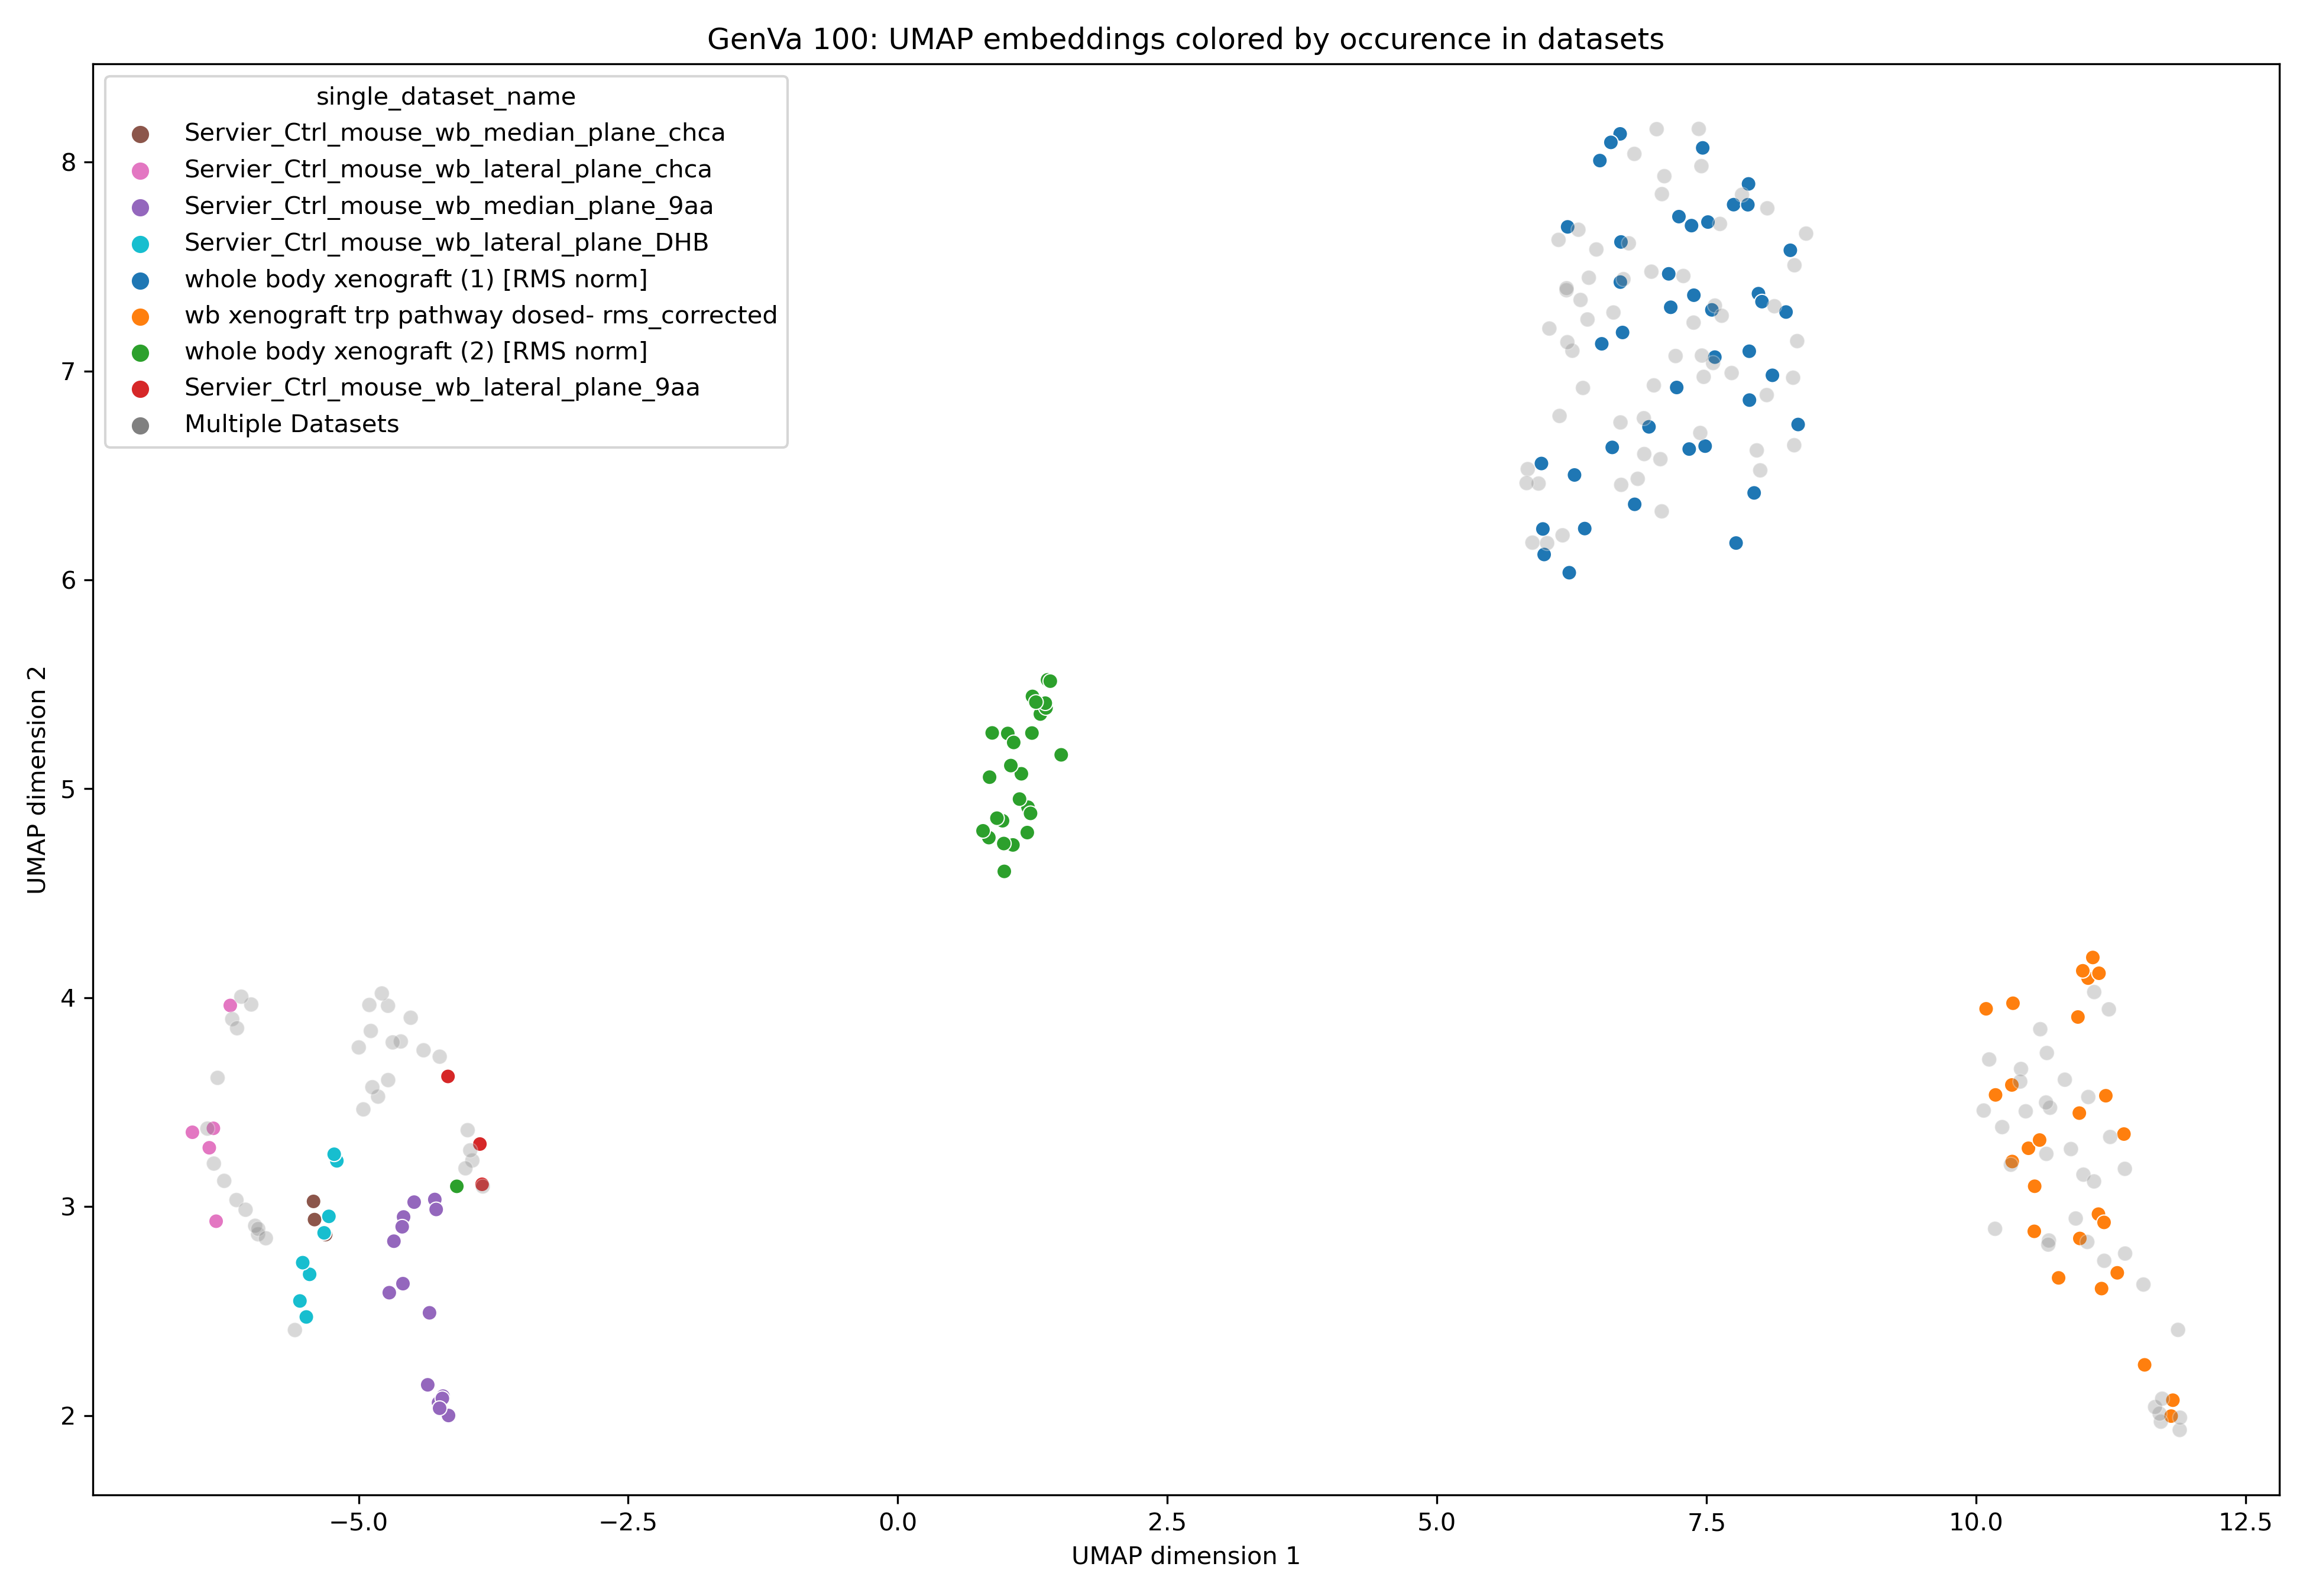 GenVa 100: UMAP embeddings colored by occurence in datasets
single_dataset_name
Servier_Ctrl_mouse_wb_median_plane_chca
Servier_Ctrl_mouse_wb_lateral_plane_chca
Servier_Ctrl_mouse_wb_median_plane_9aa
Servier_Ctrl_mouse_wb_lateral_plane_DHB
whole body xenograft (1) [RMS norm]
wb xenograft trp pathway dosed- rms_corrected
whole body xenograft (2) [RMS norm]
Servier_Ctrl_mouse_wb_lateral_plane_9aa
Multiple Datasets
8
7
6
5
4
3
2
UMAP dimension 2
−5.0 −2.5 0.0 2.5 5.0 7.5 10.0 12.5
UMAP dimension 1